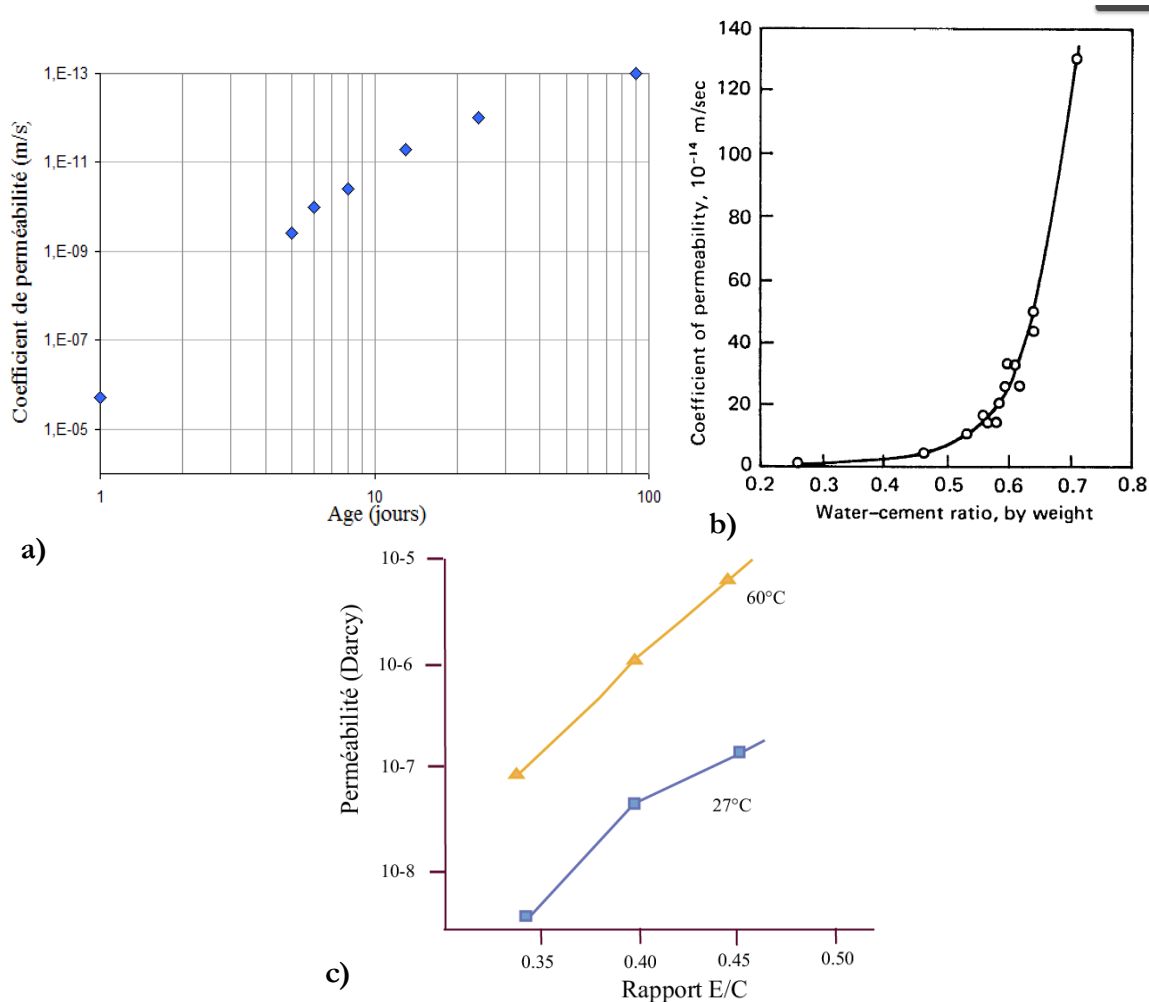 1,E-13
1,E-11
1,E-09
1,E-07
1,E-05
Coefficient de perméabilité (m/s)
1
10
100
Age (jours)
a)
140
120
100
80
60
40
20
0
Coefficient of permeability, 10⁻¹⁴ m/sec
0.2
0.3
0.4
0.5
0.6
0.7
0.8
Water-cement ratio, by weight
b)
10-5
10-6
10-7
10-8
Perméabilité (Darcy)
60°C
27°C
0.35
0.40
0.45
0.50
Rapport E/C
c)